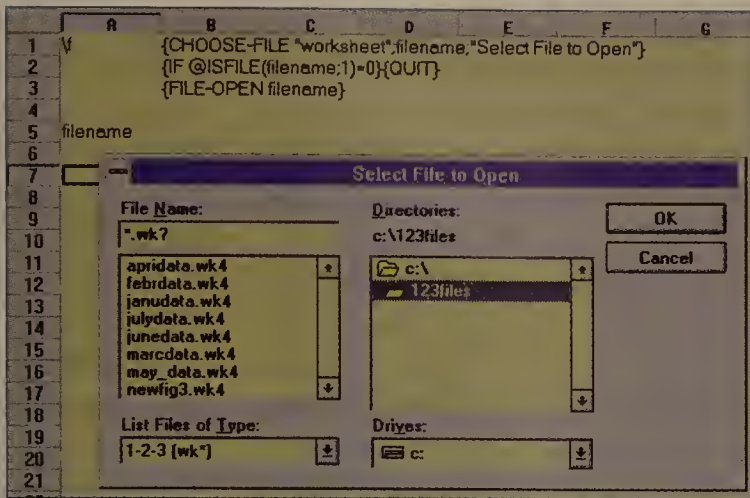 A B C D E F G
1 \f {CHOOSE-FILE "worksheet";filename;"Select File to Open"}
2 {IF @ISFILE(filename;1)=0}{QUIT}
3 {FILE-OPEN filename}
4
5 filename
6
7
8
9
10
11
12
13
14
15
16
17
18
19
20
21
Select File to Open
File Name:
*.wk?
aprldata.wk4
febrdata.wk4
janudata.wk4
julydata.wk4
junedata.wk4
marcdata.wk4
may_data.wk4
newfig3.wk4
List Files of Type:
1-2-3 (wk*)
Directories:
c:\123files
c:\
123files
Drives:
c:
OK
Cancel